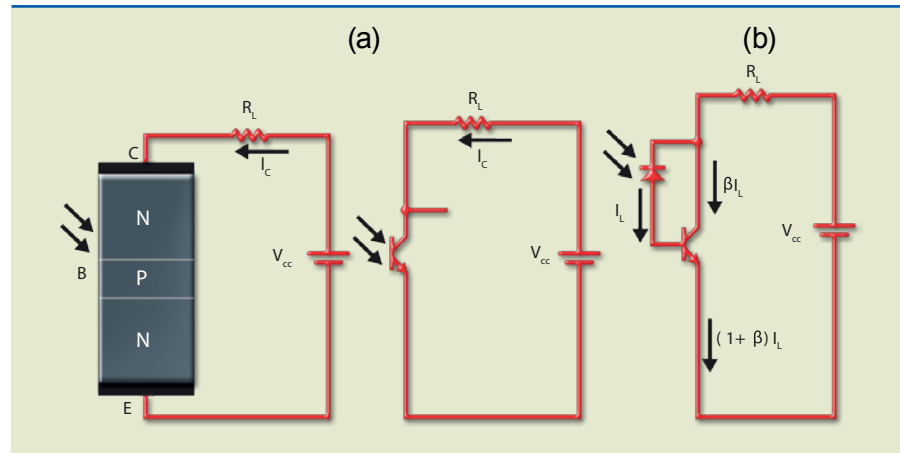 (a)
(b)
R_L
I_C
C
N
B
P
N
E
V_cc
R_L
I_C
V_cc
R_L
I_L
βI_L
V_cc
( 1+ β) I_L